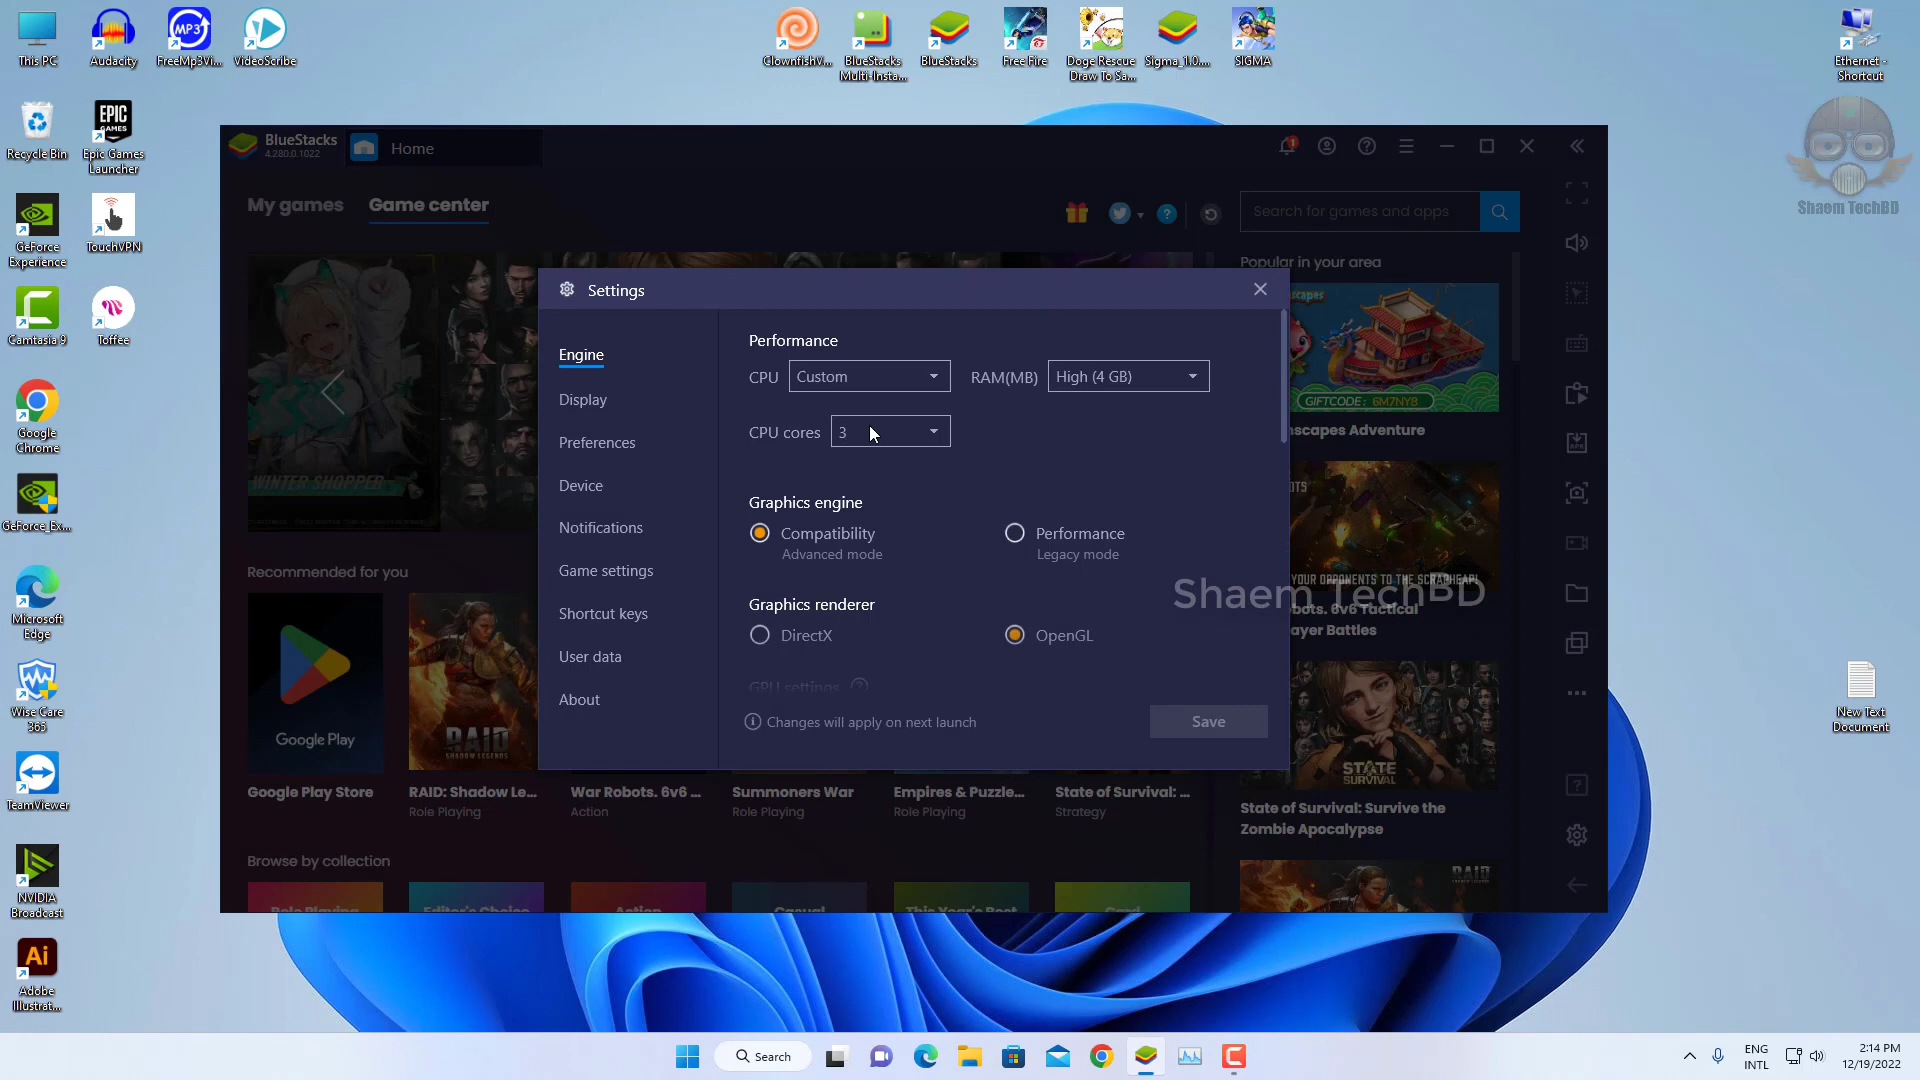 This PC
Audacity
FreeMp3Vi...
VideoScribe
ClownfishV...
BlueStacks
Multi-Insta...
BlueStacks
Free Fire
Doge Rescue
Draw To Sa...
Sigma_1.0....
SIGMA
Ethernet -
Shortcut
Recycle Bin
Epic Games
Launcher
GeForce
Experience
TouchVPN
Camtasia 9
Toffee
Google
Chrome
GeForce_Ex...
Microsoft
Edge
Wise Care
365
TeamViewer
NVIDIA
Broadcast
Adobe
Illustrat...
New Text
Document
Shaem TechBD
BlueStacks
4.280.0.1022
Home
My games
Game center
Search for games and apps
Popular in your area
WINTER SHOPPER
Recommended for you
Google Play
Google Play Store
RAID
SHADOW LEGENDS
RAID: Shadow Le...
Role Playing
War Robots. 6v6 ...
Action
Summoners War
Role Playing
Empires & Puzzle...
Role Playing
State of Survival: ...
Strategy
Browse by collection
Role Playing
Editor's Choice
Action
Casual
This Year's Best
Card
scapes
GIFTCODE: 6M7NY8
nscapes Adventure
BOTS
YOUR OPPONENTS TO THE SCRAPHEAP!
obots. 6v6 Tactical
ayer Battles
STATE
SURVIVAL
State of Survival: Survive the
Zombie Apocalypse
RAID
Settings
Engine
Display
Preferences
Device
Notifications
Game settings
Shortcut keys
User data
About
Performance
CPU Custom RAM(MB) High (4 GB)
CPU cores 3
Graphics engine
Compatibility
Advanced mode
Performance
Legacy mode
Graphics renderer
DirectX
OpenGL
GPU settings
Changes will apply on next launch
Save
Shaem TechBD
Search
ENG
INTL
2:14 PM
12/19/2022